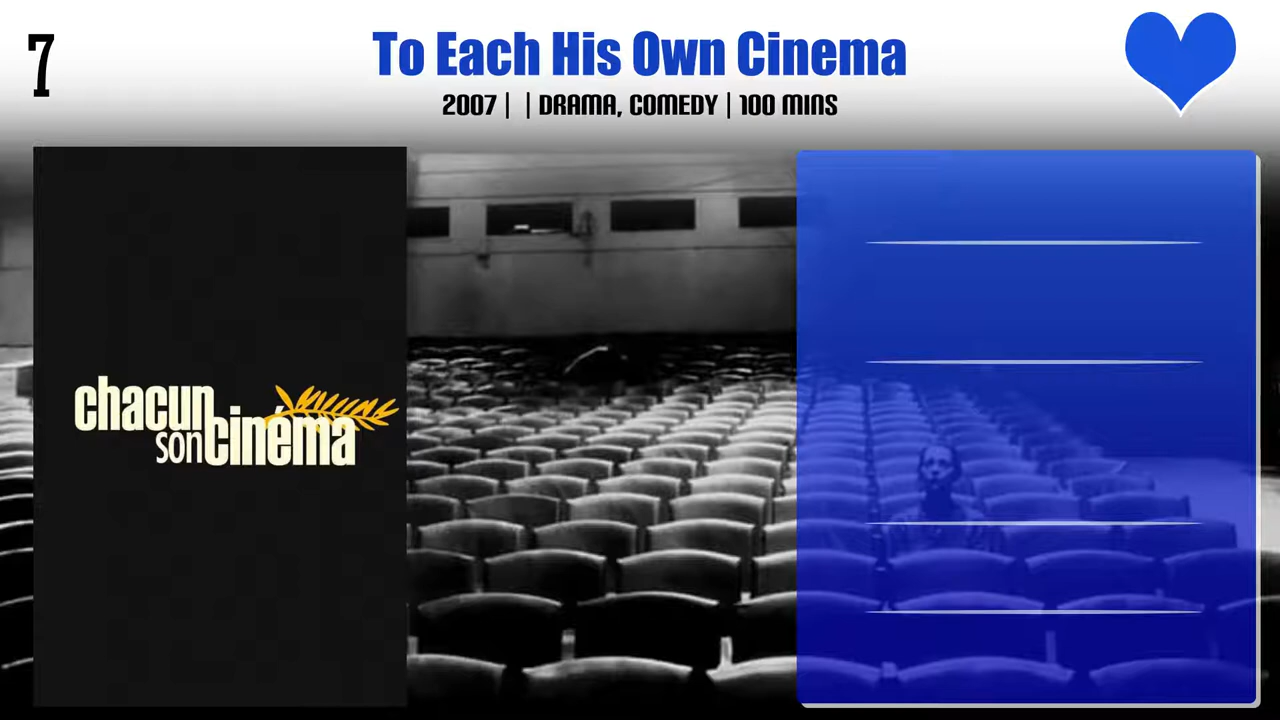 7
To Each His Own Cinema
2007 | | DRAMA, COMEDY | 100 MINS
chacun
son cinéma